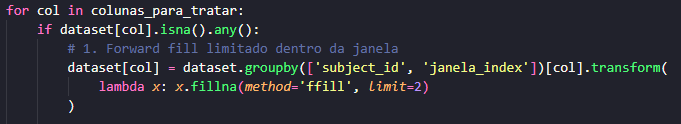 for col in colunas_para_tratar:
    if dataset[col].isna().any():
        # 1. Forward fill limitado dentro da janela
        dataset[col] = dataset.groupby(['subject_id', 'janela_index'])[col].transform(
            lambda x: x.fillna(method='ffill', limit=2)
        )